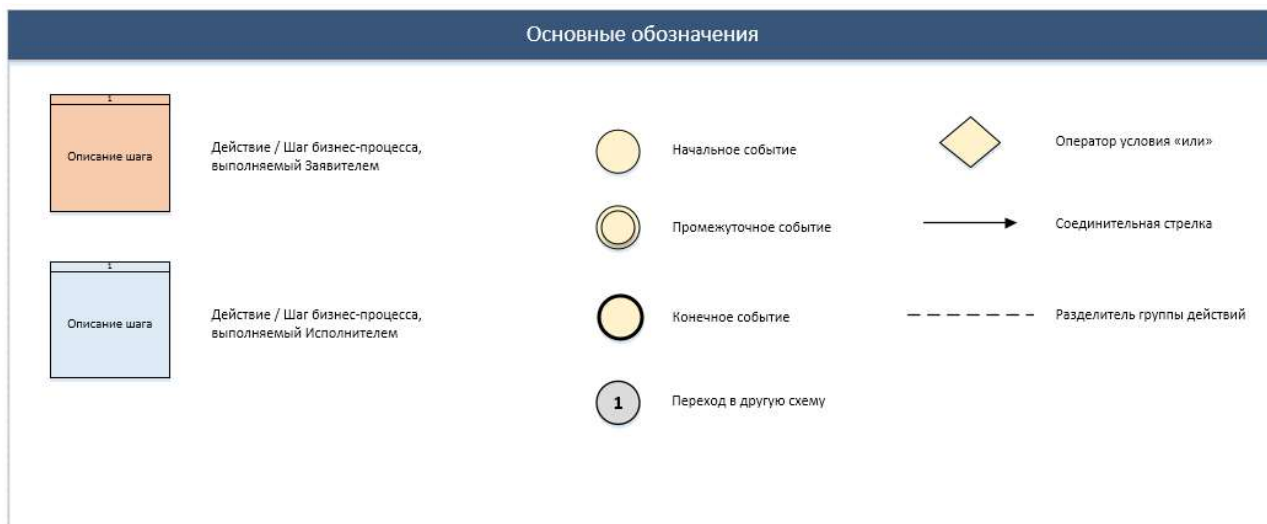 Основные обозначения
1
Описание шага
Действие / Шаг бизнес-процесса,
выполняемый Заявителем
Начальное событие
Оператор условия «или»
Промежуточное событие
Соединительная стрелка
1
Описание шага
Действие / Шаг бизнес-процесса,
выполняемый Исполнителем
Конечное событие
Разделитель группы действий
1
Переход в другую схему